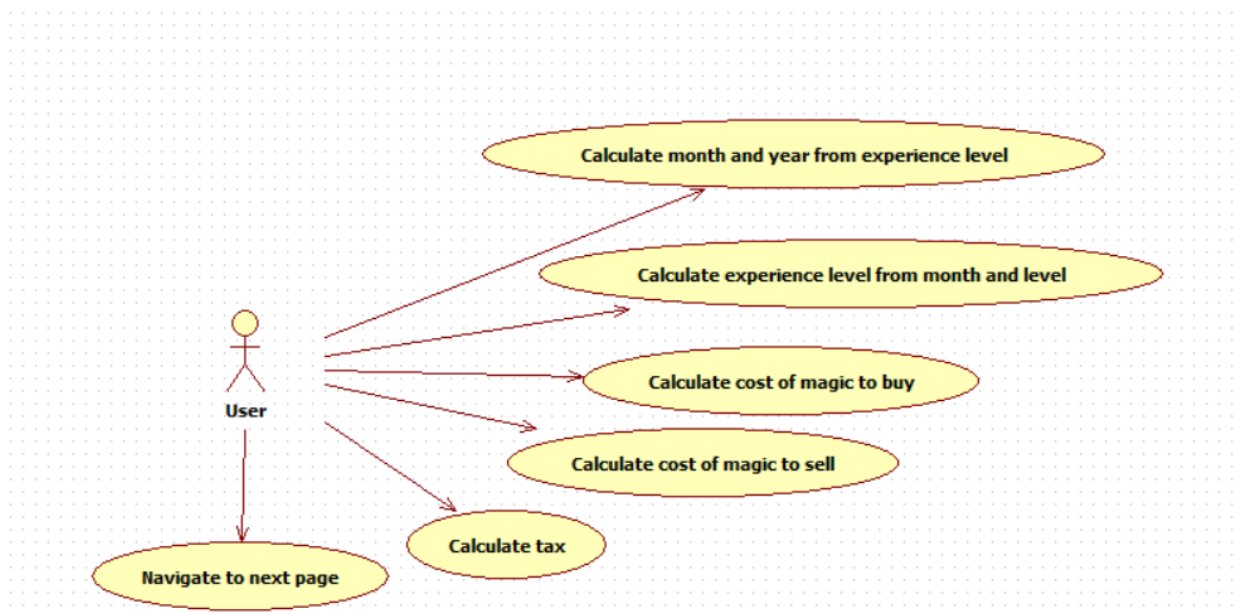 Calculate month and year from experience level
Calculate experience level from month and level
Calculate cost of magic to buy
User
Calculate cost of magic to sell
Calculate tax
Navigate to next page